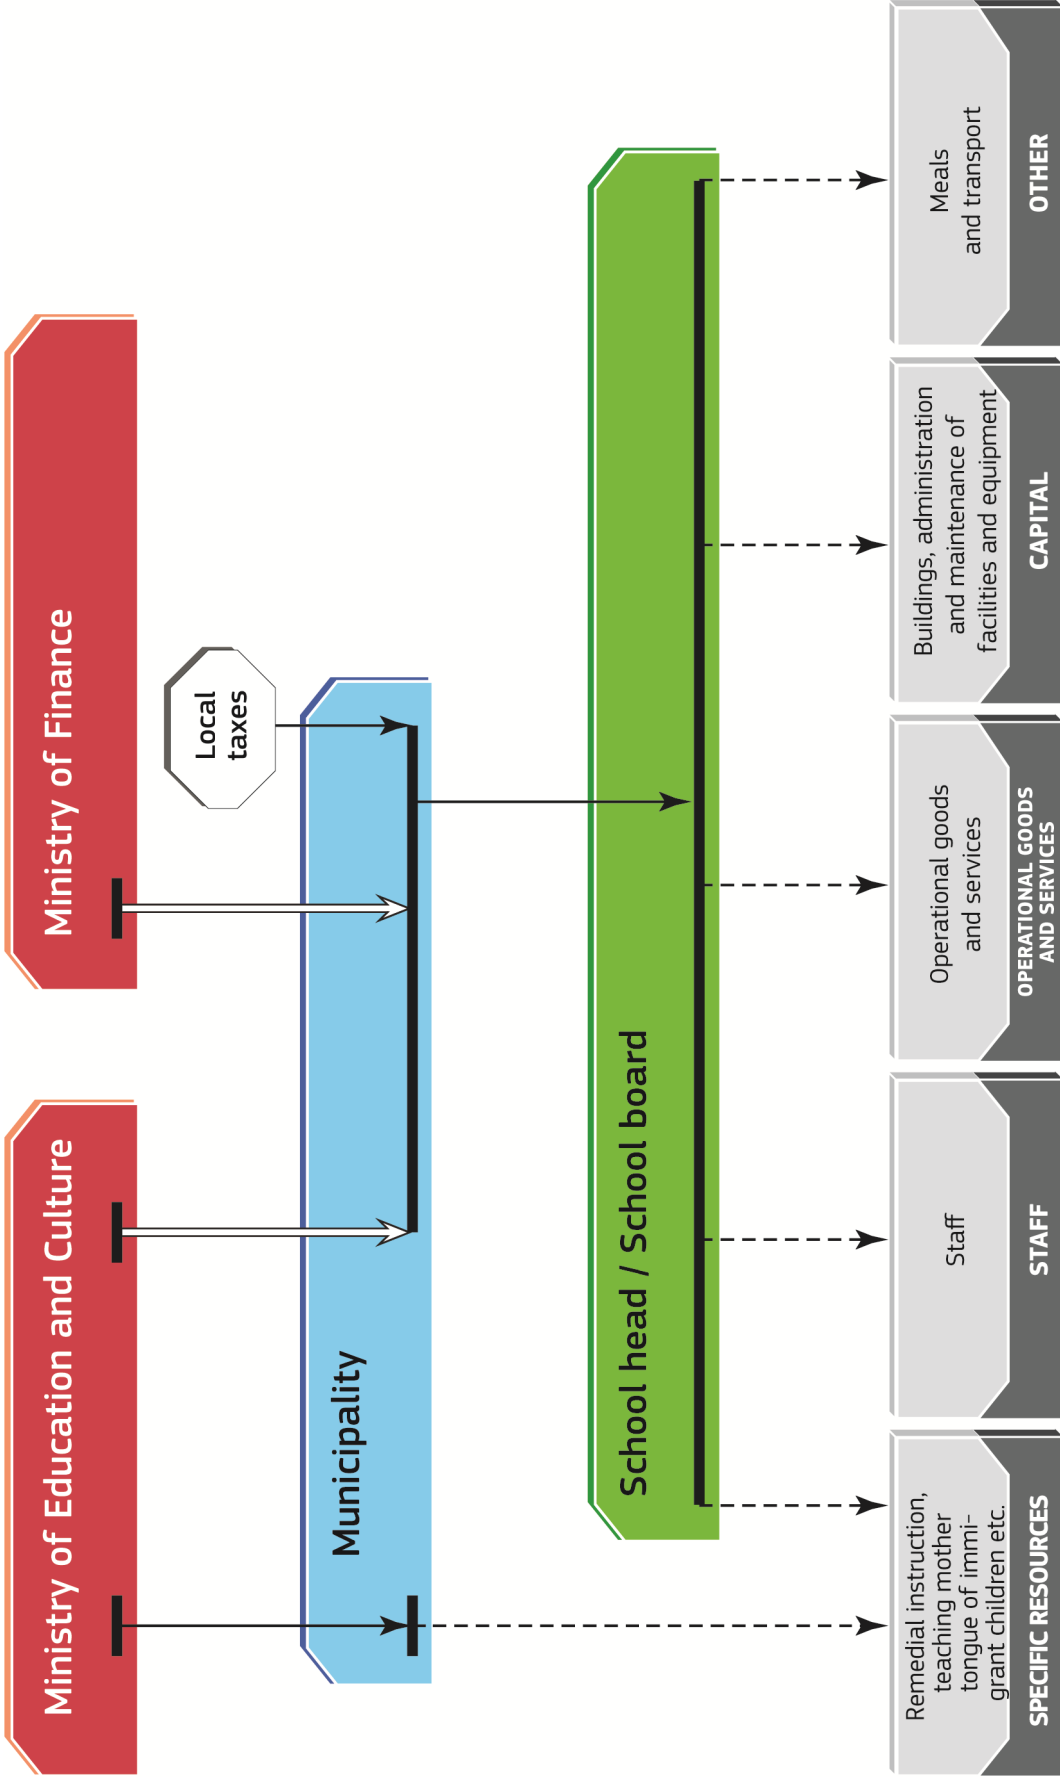 Ministry of Education and Culture
Ministry of Finance
Local
taxes
Municipality
School head / School board
Remedial instruction,
teaching mother
tongue of immi-
grant children etc.
SPECIFIC RESOURCES
Staff
STAFF
Operational goods
and services
OPERATIONAL GOODS
AND SERVICES
Buildings, administration
and maintenance of
facilities and equipment
CAPITAL
Meals
and transport
OTHER